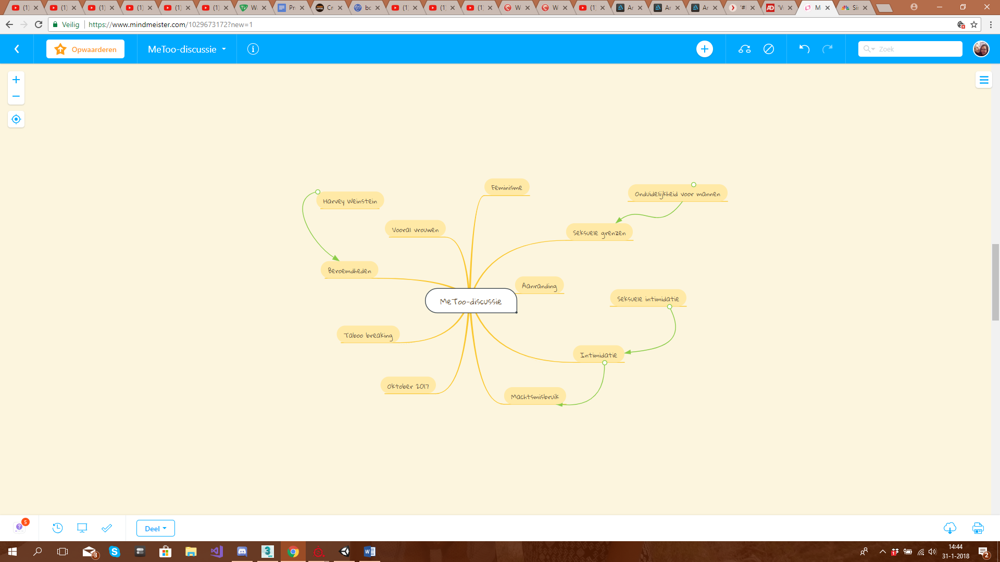 (1) (1) (1) (1) (1) (1) W Pr Cr bc (1) (1) (1) W W (1) Ar Ar Ar '#! 'Vi M Sir
Veilig https://www.mindmeister.com/1029673172?new=1
Opwaarderen MeToo-discussie Zoek
Feminisme
Onduidelijkheid voor mannen
Harvey Weinstein
Vooral vrouwen
Seksuele grenzen
Beroemdheden
Aanranding
MeToo-discussie
Seksuele intimidatie
Taboo breaking
Intimidatie
Oktober 2017
Machtsmisbruik
5
Deel
14:44
31-1-2018